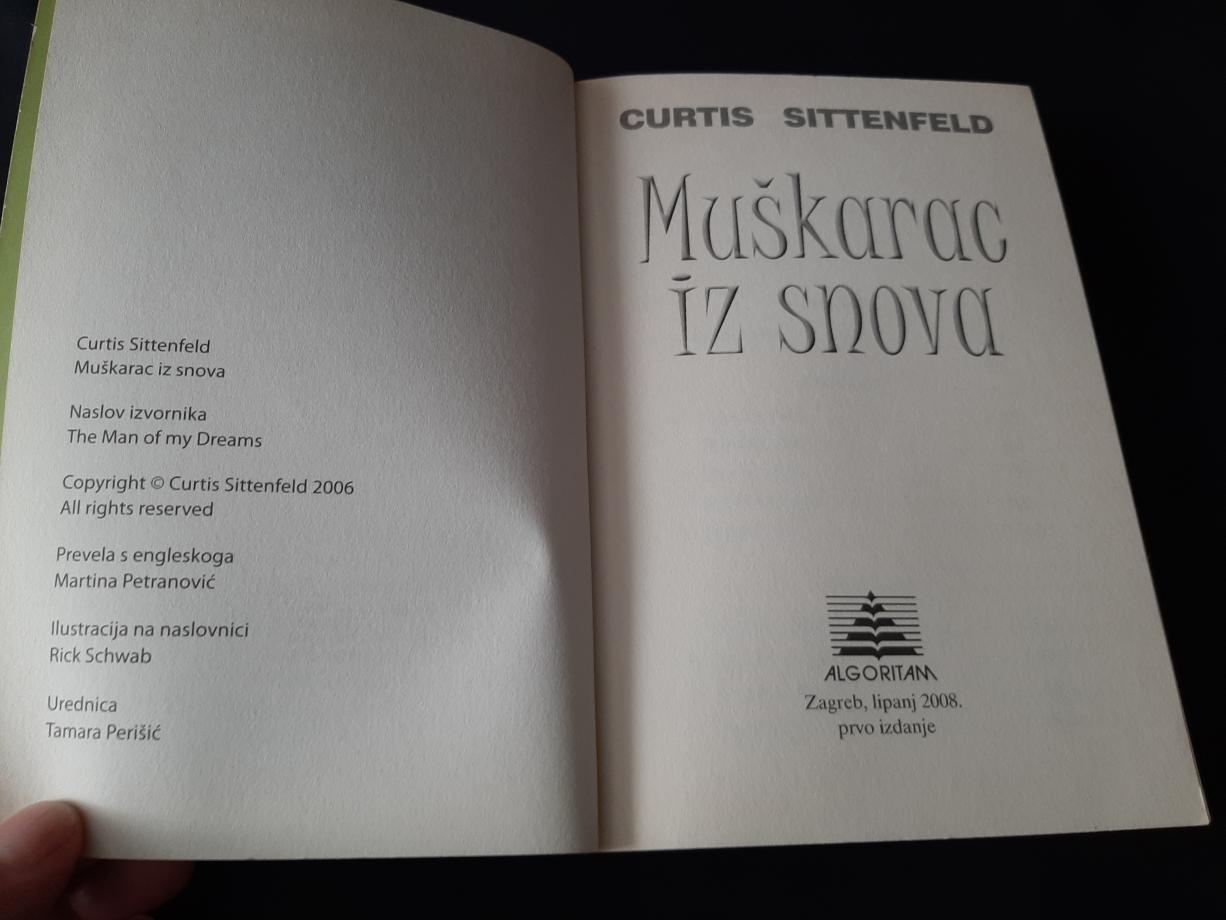 Curtis Sittenfeld
Muškarac iz snova
Naslov izvornika
The Man of my Dreams
Copyright © Curtis Sittenfeld 2006
All rights reserved
Prevela s engleskoga
Martina Petranović
Ilustracija na naslovnici
Rick Schwab
Urednica
Tamara Perišić
CURTIS SITTENFELD
Muškarac
iz snova
ALGORITAM
Zagreb, lipanj 2008.
prvo izdanje